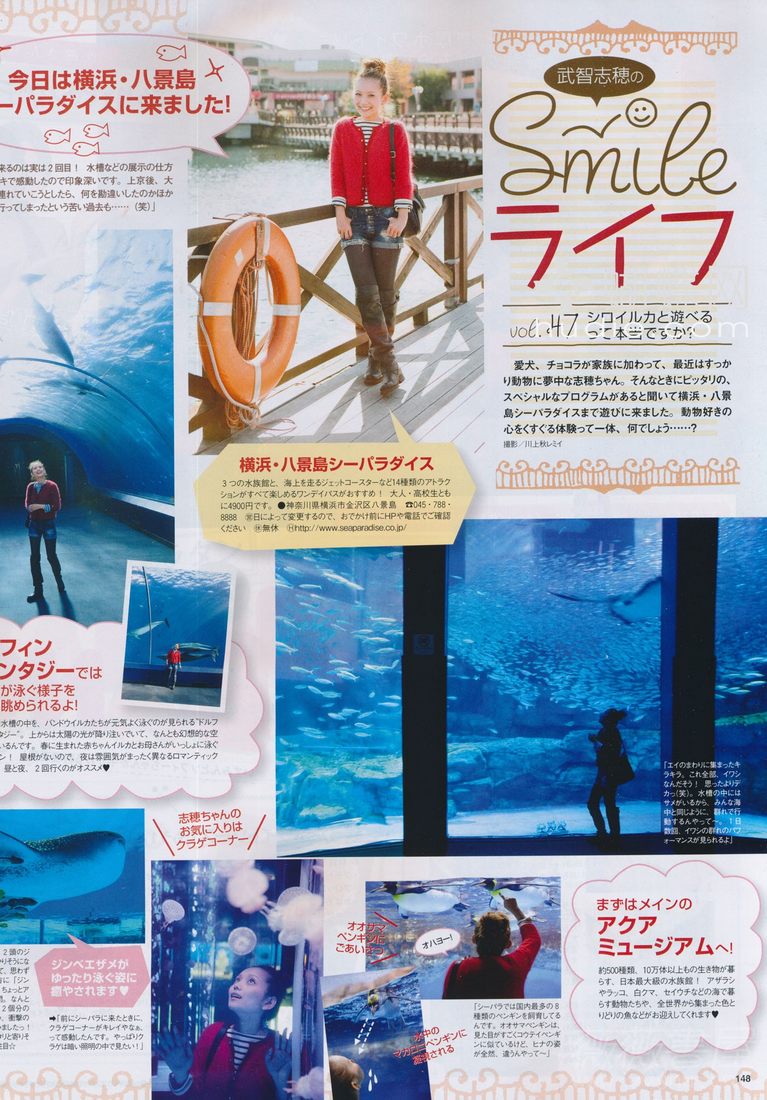 今日は横浜・八景島
ーパラダイスに来ました!
来るのは実は2回目! 水槽などの展示の仕方
キで感動したので印象深いです。上京後、大
連れていこうとしたら、何を勘違いしたのかほか
行ってしまったという苦い過去も……(笑)」
武智志穂の
Smile
ライフ
vol.47 シロイルカと遊べる
って本当ですか?
愛犬、チョコラが家族に加わって、最近はすっか
り動物に夢中な志穂ちゃん。そんなときにピッタリの、
スペシャルなプログラムがあると聞いて横浜・八景
島シーパラダイスまで遊びに来ました。動物好きの
心をくすぐる体験って一体、何でしょう……?
撮影/川上秋レミイ
横浜・八景島シーパラダイス
3つの水族館と、海上を走るジェットコースターなど14種類のアトラク
ションがすべて楽しめるワンデイパスがおすすめ! 大人・高校生とも
に4900円です。●神奈川県横浜市金沢区八景島 ☎045・788・
8888 ㊡日によって変更するので、おでかけ前にHPや電話でご確認
ください 無休 http://www.seaparadise.co.jp/
フィン
ンタジーでは
が泳ぐ様子を
眺められるよ!
水槽の中を、バンドウイルカたちが元気よく泳ぐのが見られる“ドルフ
タジー”。上からは太陽の光が降り注いでいて、なんとも幻想的な空
いるんです。春に生まれた赤ちゃんイルカとお母さんがいっしょに泳ぐ
ン! 屋根がないので、夜は雰囲気がまったく異なるロマンティック
昼と夜、2回行くのがオススメ♥
「エイのまわりに集まったキ
ラキラ。これ全部、イワシ
なんだそう! 思ったよりデ
カっ(笑)。水槽の中には
サメがいるから、みんな海
中と同じように、群れで行
動するんやって〜。1日
数回、イワシの群れのパフ
ォーマンスが見られるよ」
志穂ちゃんの
お気に入りは
クラゲコーナー
2頭のジ
ジンベエザメが
ゆったり泳ぐ姿に
癒やされます♥
➡「前にシーパラに来たときに、
クラゲコーナーがキレイやなぁ、
って感動したんです。やっぱりク
ラゲは暗い照明の中で見たい!」
オオサマ
ペンギンに
ごあいさつ
オハヨー!
水中の
マカロニーペンギンに
凝視される
「シーパラでは国内最多の8
種類のペンギンを飼育してる
んです。オオサマペンギンは、
見た目がすごくコウテイペンギ
ンに似ているけど、ヒナの姿
が全然、違うんやって〜」
まずはメインの
アクア
ミュージアムへ!
約500種類、10万体以上もの生き物が暮
らす、日本最大級の水族館! アザラシ
やラッコ、白クマ、セイウチなどの海で暮
らす動物たちや、全世界から集まった色と
りどりの魚などがお迎えしてくれます♥
148